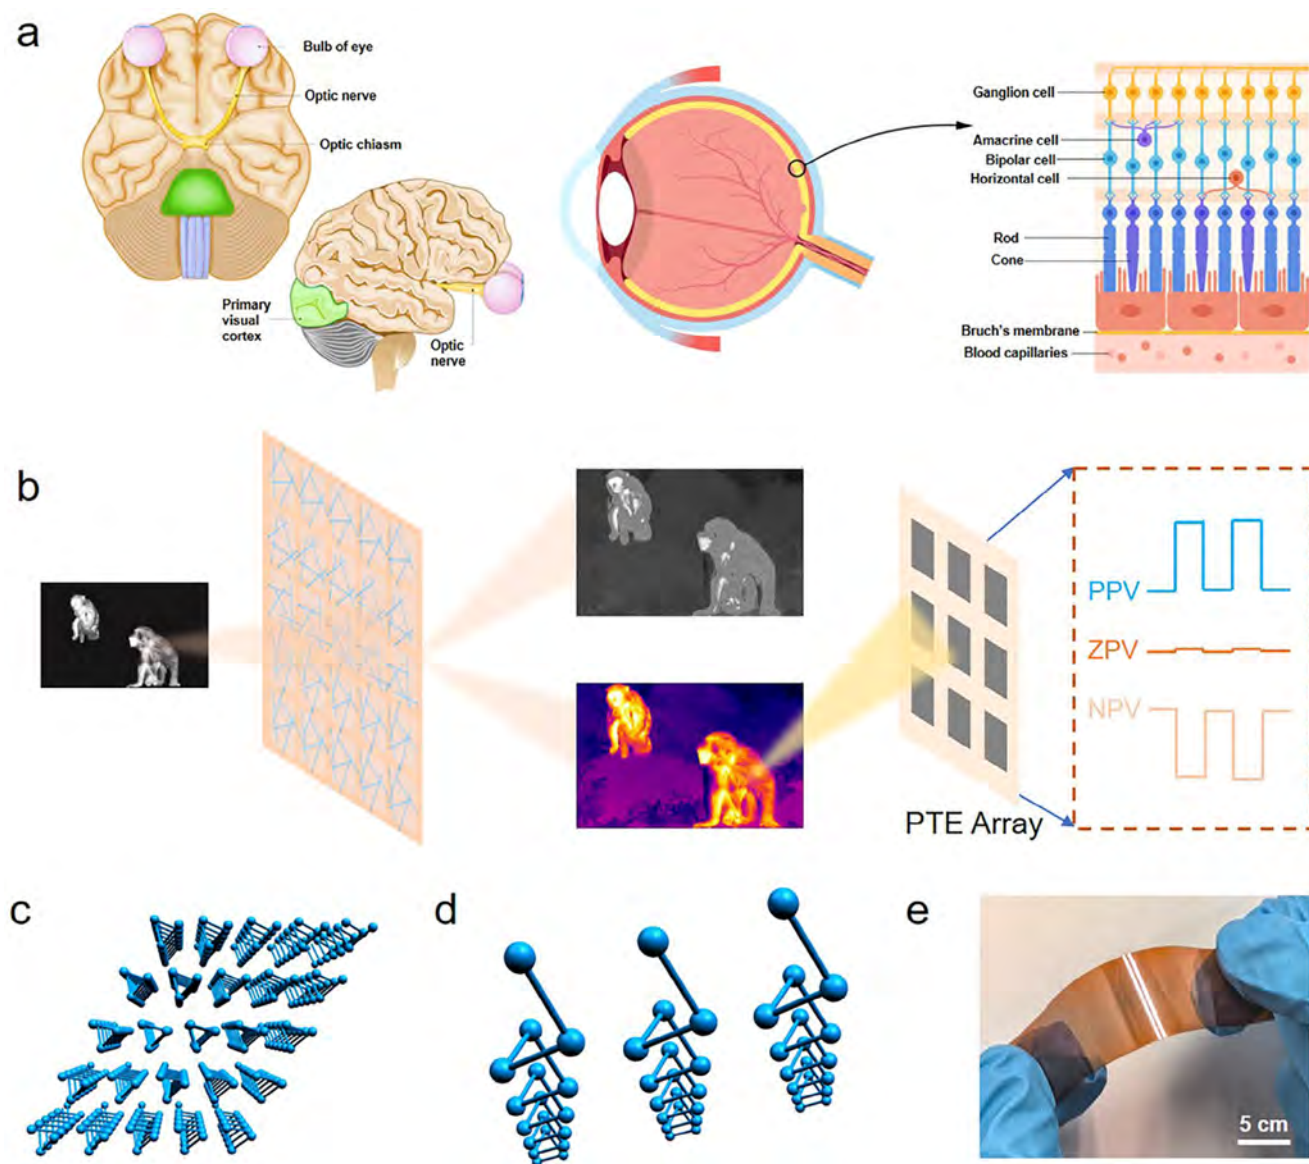 a
Bulb of eye
Optic nerve
Optic chiasm
Primary
visual
cortex
Optic
nerve
Ganglion cell
Amacrine cell
Bipolar cell
Horizontal cell
Rod
Cone
Bruch's membrane
Blood capillaries
b
PTE Array
PPV
ZPV
NPV
c
d
e
5 cm